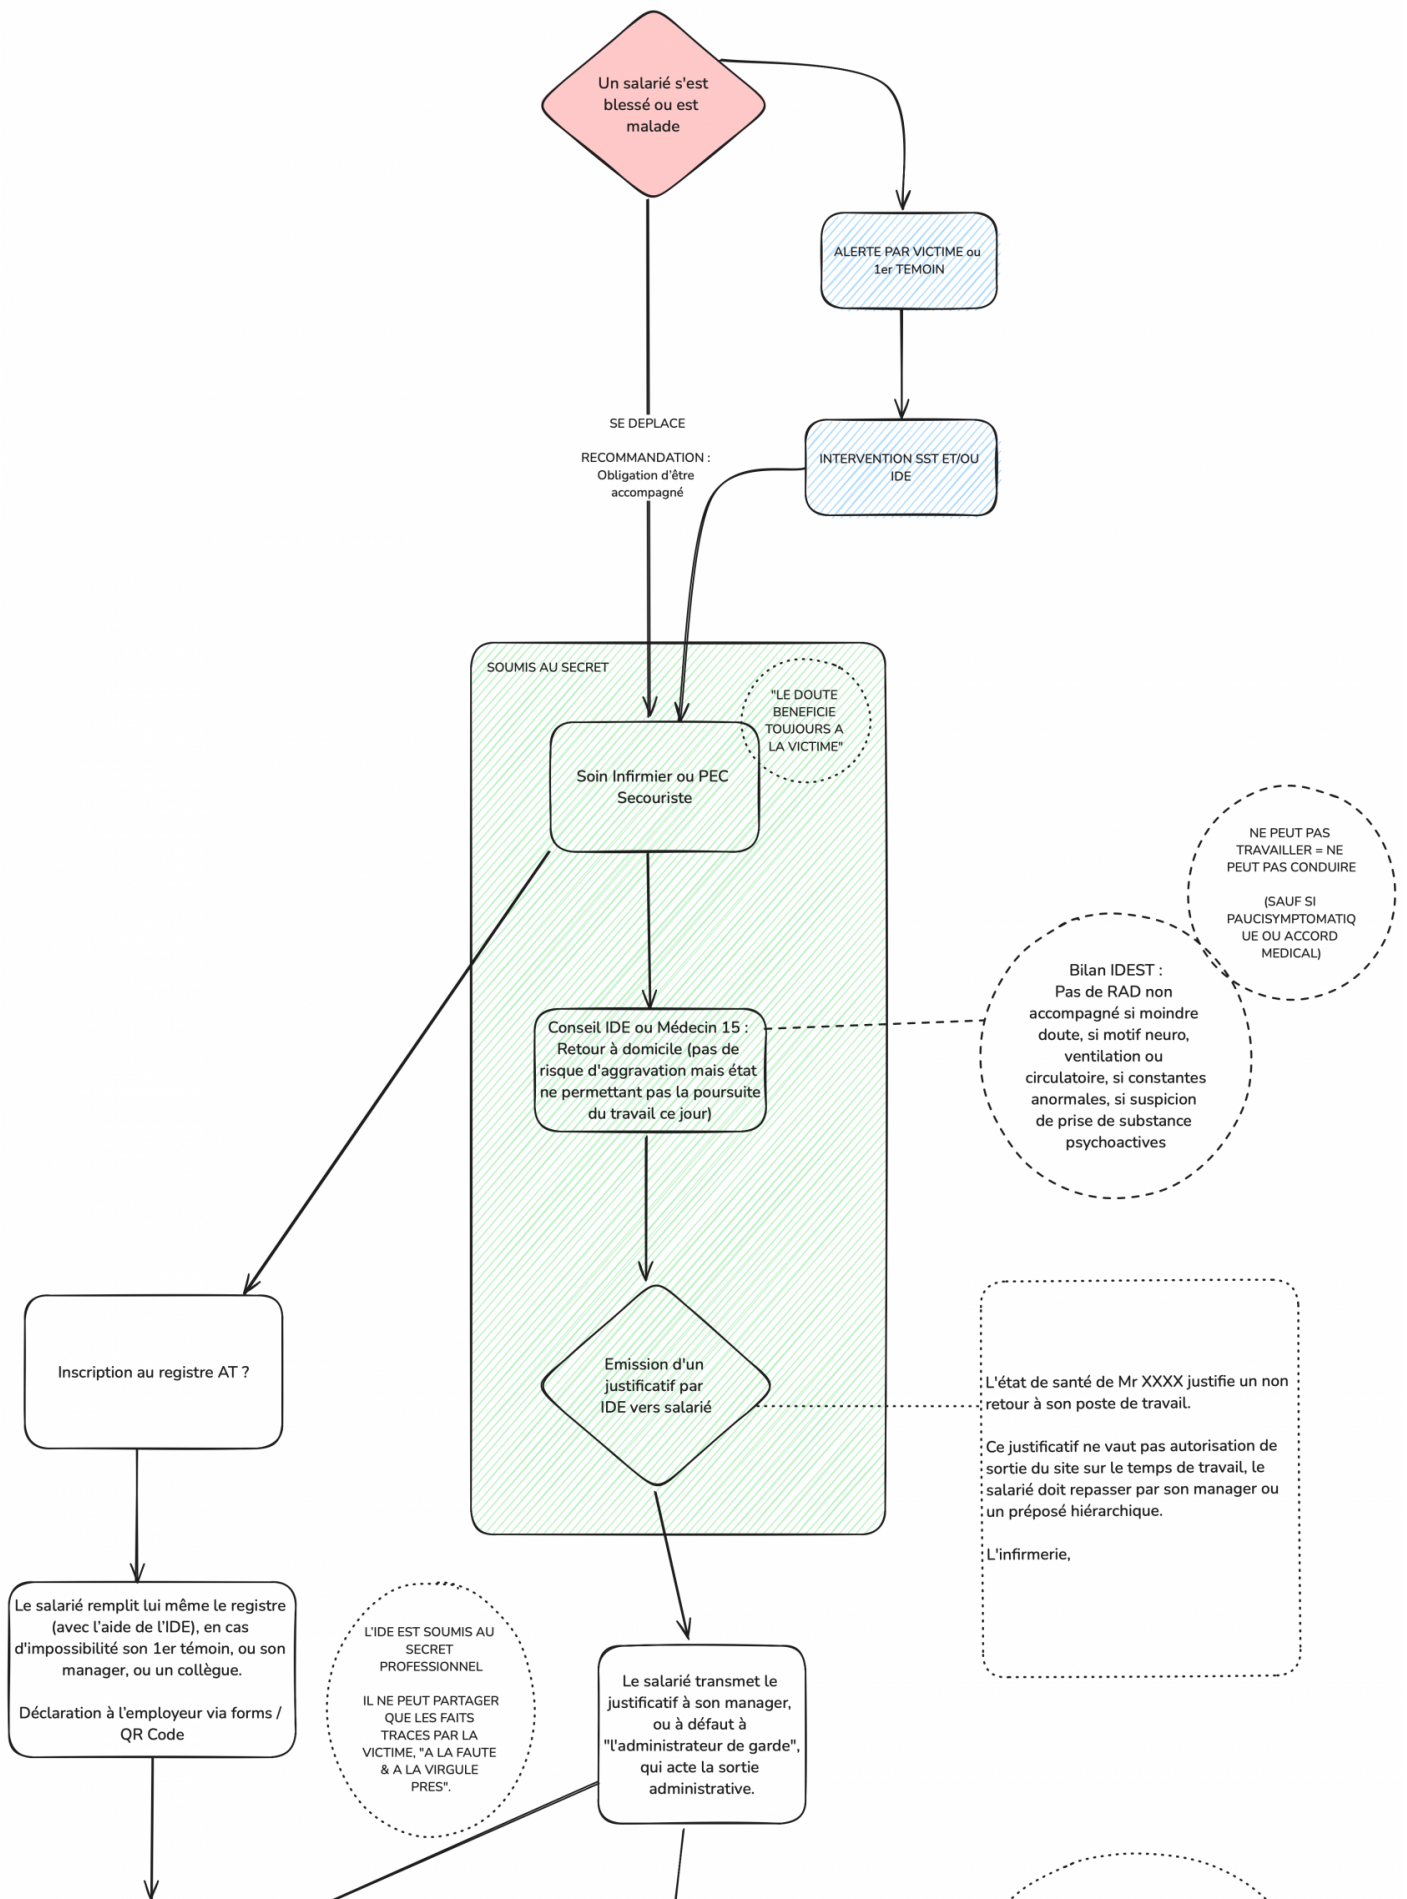 Un salarié s'est
blessé ou est
malade
ALERTE PAR VICTIME ou
1er TEMOIN
SE DEPLACE
RECOMMANDATION :
Obligation d'être
accompagné
INTERVENTION SST ET/OU
IDE
SOUMIS AU SECRET
"LE DOUTE
BENEFICIE
TOUJOURS A
LA VICTIME"
Soin Infirmier ou PEC
Secouriste
NE PEUT PAS
TRAVAILLER = NE
PEUT PAS CONDUIRE
(SAUF SI
PAUCISYMPTOMATIQ
UE OU ACCORD
MEDICAL)
Bilan IDEST :
Pas de RAD non
accompagné si moindre
doute, si motif neuro,
ventilation ou
circulatoire, si constantes
anormales, si suspicion
de prise de substance
psychoactives
Conseil IDE ou Médecin 15 :
Retour à domicile (pas de
risque d'aggravation mais état
ne permettant pas la poursuite
du travail ce jour)
Inscription au registre AT ?
Emission d'un
justificatif par
IDE vers salarié
L'état de santé de Mr XXXX justifie un non
retour à son poste de travail.
Ce justificatif ne vaut pas autorisation de
sortie du site sur le temps de travail, le
salarié doit repasser par son manager ou
un préposé hiérarchique.
L'infirmerie,
Le salarié remplit lui même le registre
(avec l'aide de l'IDE), en cas
d'impossibilité son 1er témoin, ou son
manager, ou un collègue.
Déclaration à l'employeur via forms /
QR Code
L'IDE EST SOUMIS AU
SECRET
PROFESSIONNEL
IL NE PEUT PARTAGER
QUE LES FAITS
TRACES PAR LA
VICTIME, "A LA FAUTE
& A LA VIRGULE
PRES".
Le salarié transmet le
justificatif à son manager,
ou à défaut à
"l'administrateur de garde",
qui acte la sortie
administrative.